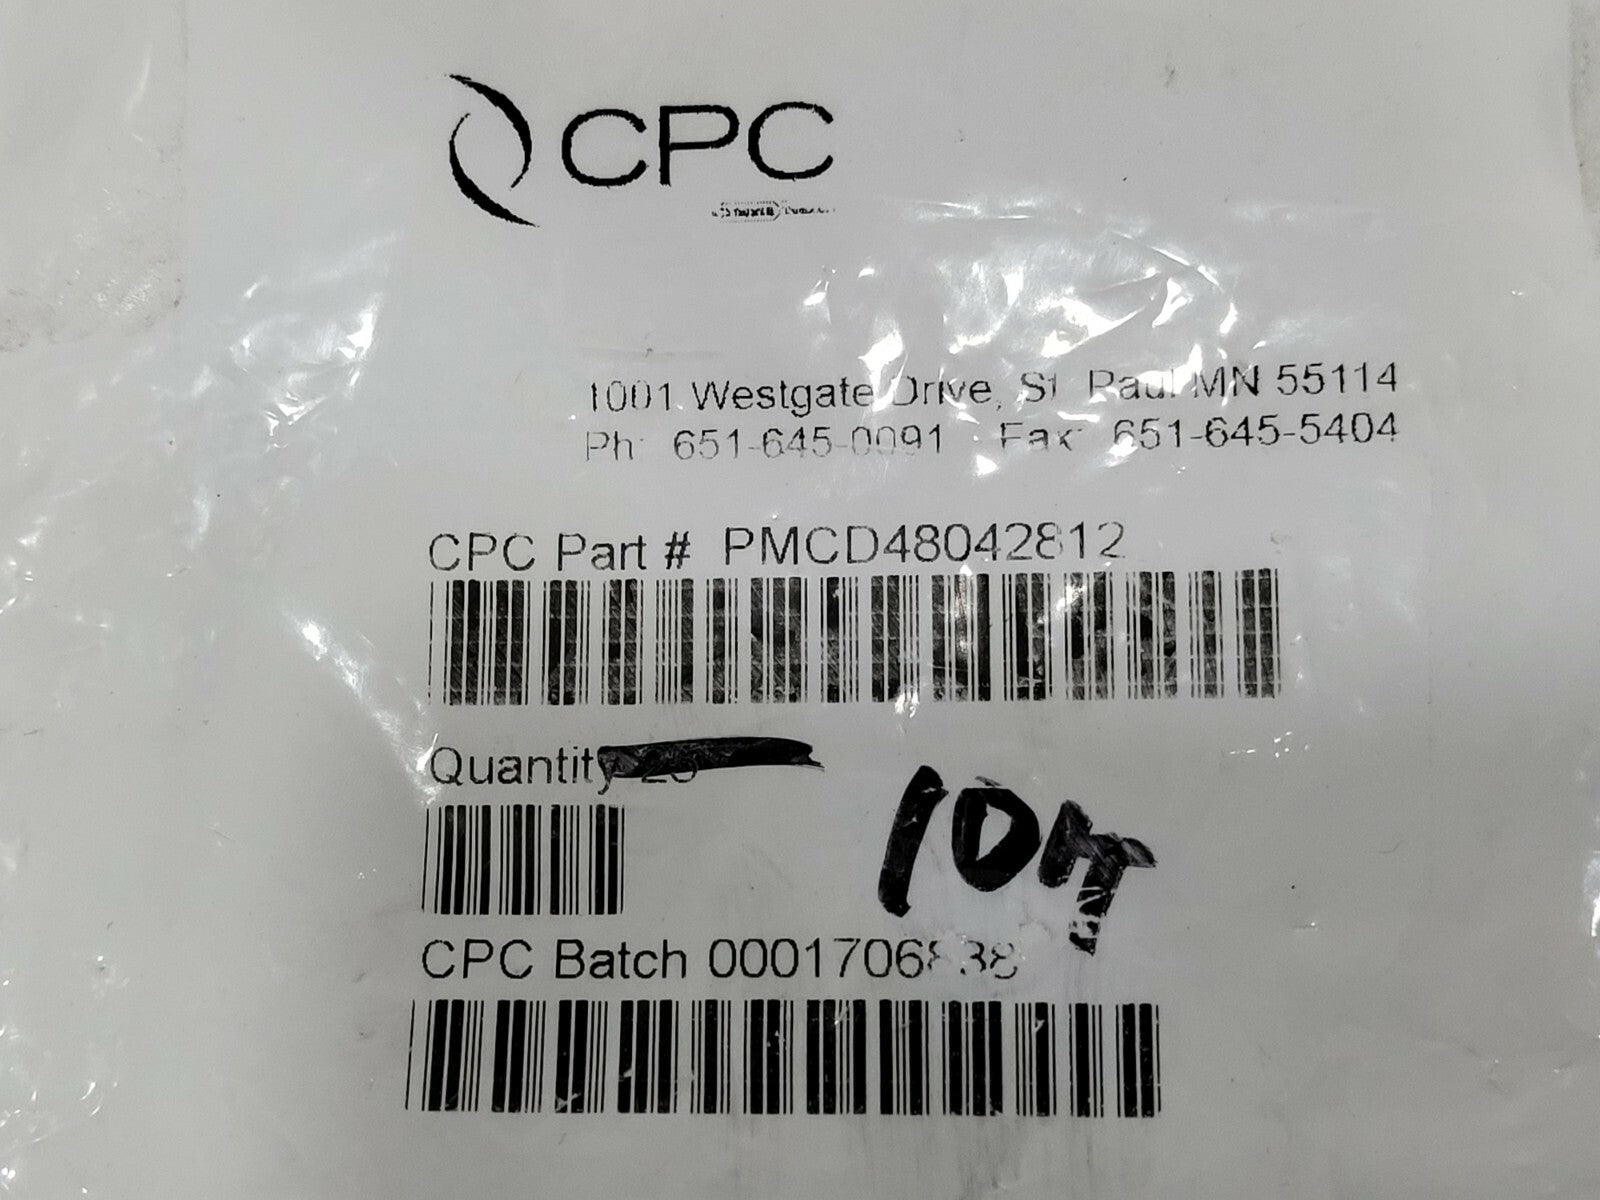 CPC
1001 Westgate Drive, St. Paul MN 55114
Ph: 651-645-0091 Fax: 651-645-5404
CPC Part # PMCD48042812
Quantity
10
CPC Batch